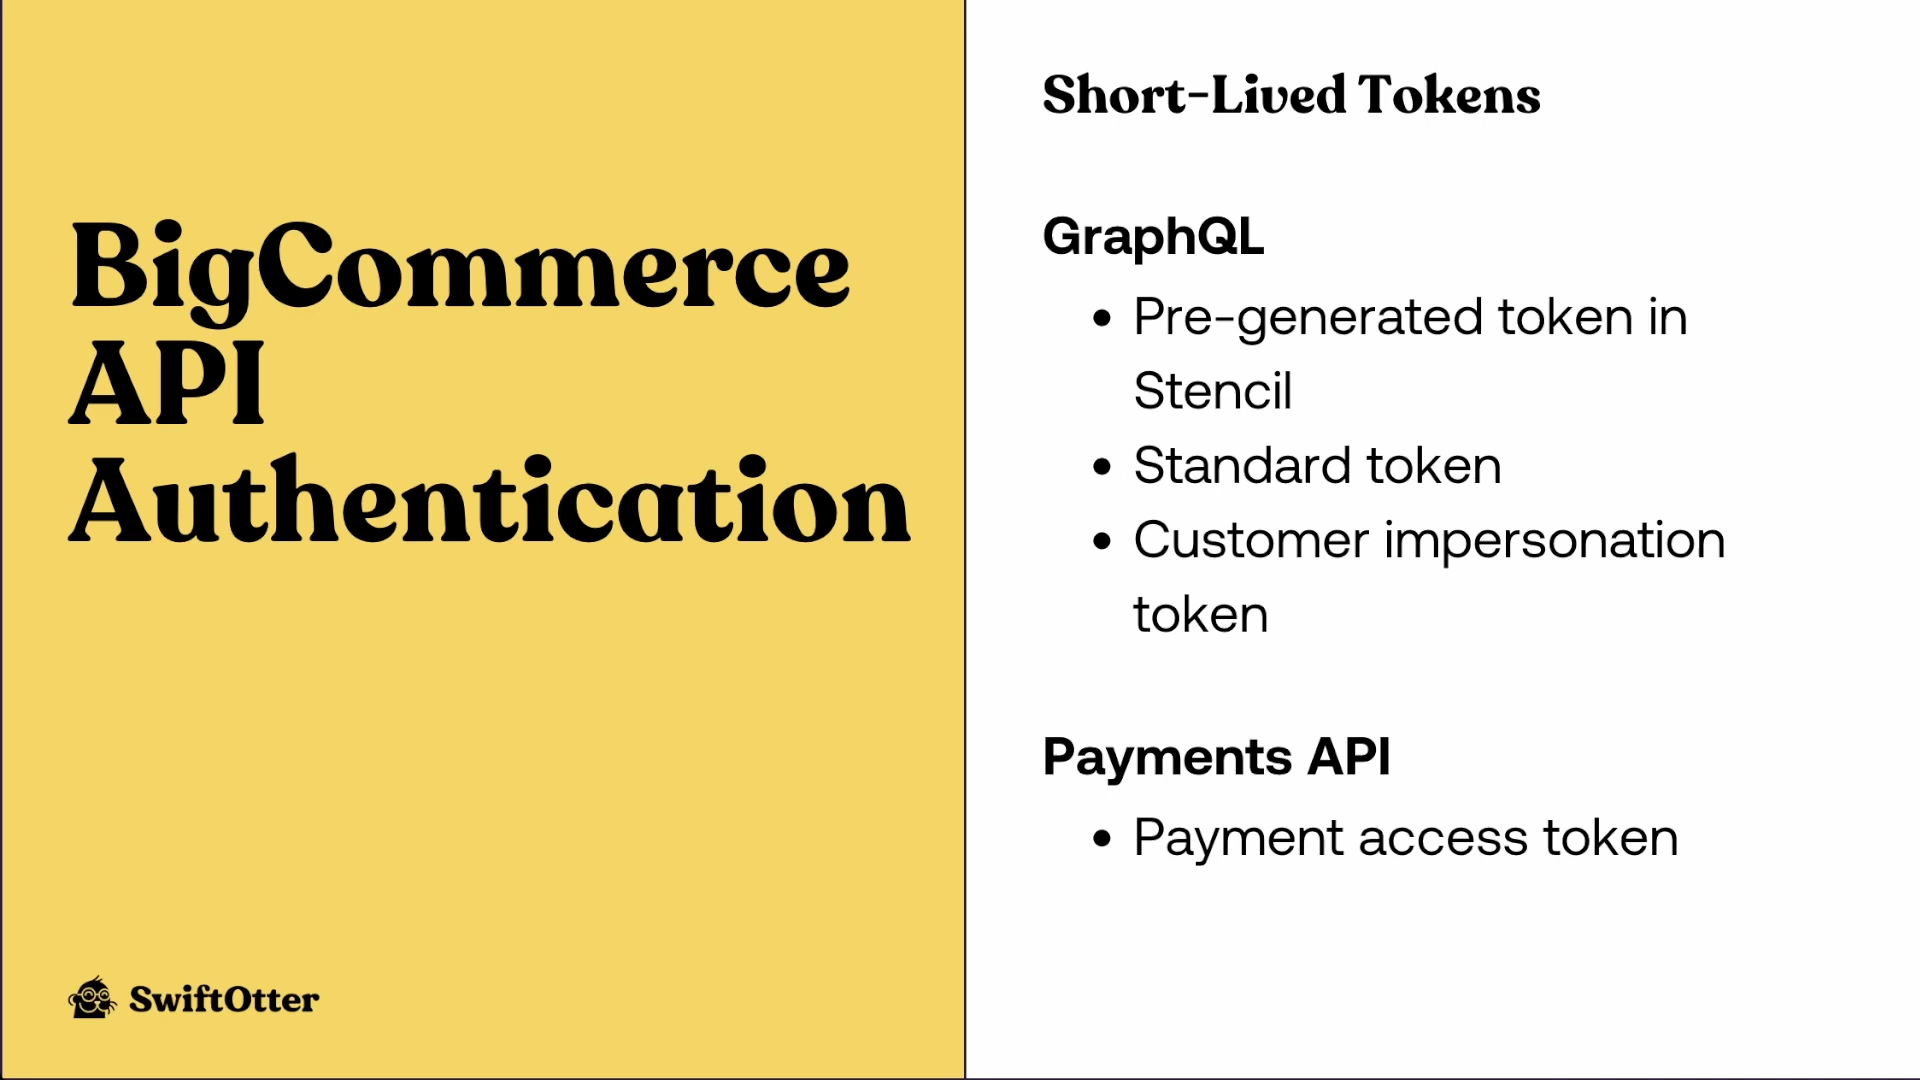 BigCommerce
API
Authentication
SwiftOtter
Short-Lived Tokens
GraphQL
• Pre-generated token in
Stencil
• Standard token
• Customer impersonation
token
Payments API
• Payment access token